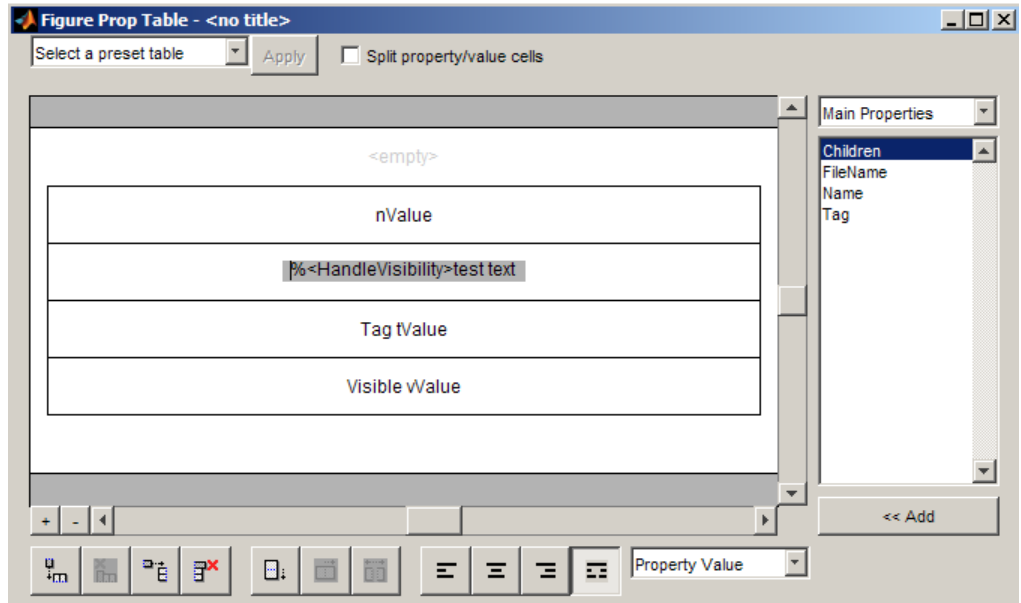 Figure Prop Table - <no title>
Select a preset table
Apply
Split property/value cells
Main Properties
<empty>
Children
FileName
Name
Tag
nValue
%<HandleVisibility>test text
Tag tValue
Visible vValue
+ -
<< Add
Property Value